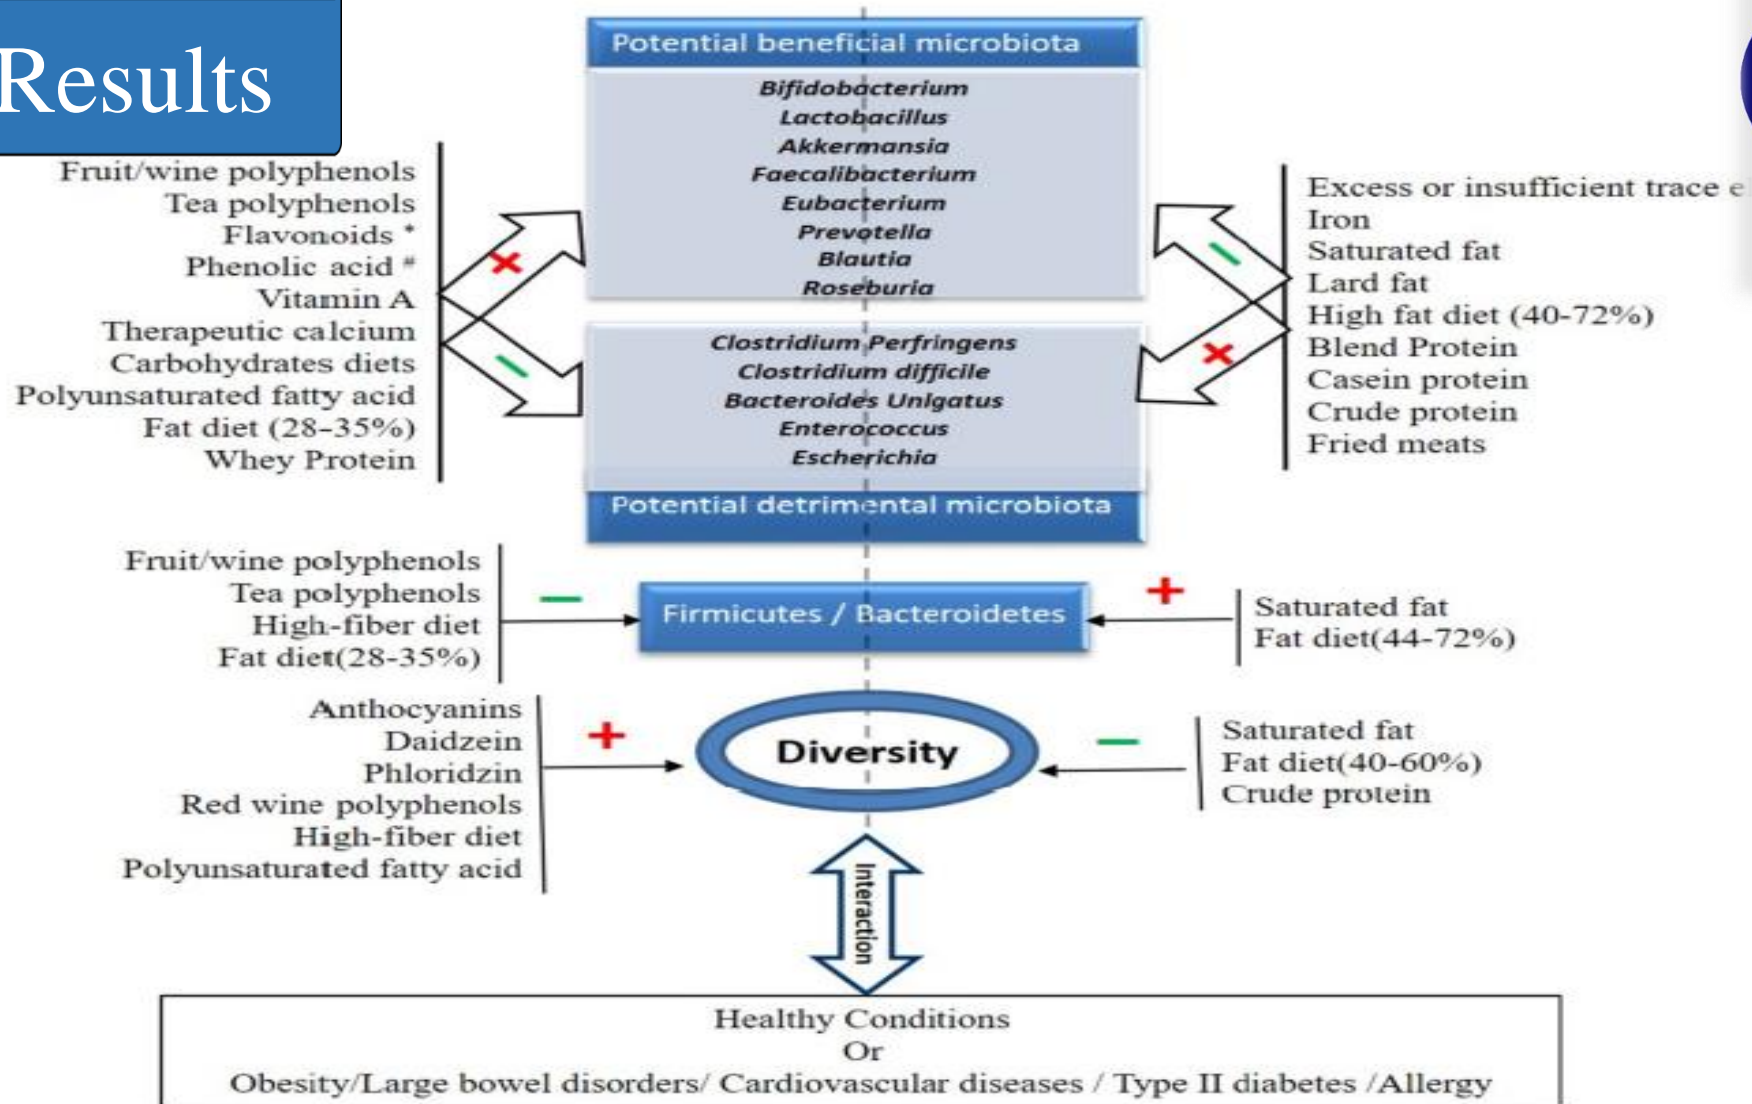 Results
Potential beneficial microbiota
Bifidobacterium
Lactobacillus
Akkermansia
Faecalibacterium
Eubacterium
Prevotella
Blautia
Roseburia
Clostridium Perfringens
Clostridium difficile
Bacteroides Unlgatus
Enterococcus
Escherichia
Potential detrimental microbiota
Fruit/wine polyphenols
Tea polyphenols
Flavonoids *
Phenolic acid #
Vitamin A
Therapeutic calcium
Carbohydrates diets
Polyunsaturated fatty acid
Fat diet (28-35%)
Whey Protein
+
−
Excess or insufficient trace e
Iron
Saturated fat
Lard fat
High fat diet (40-72%)
Blend Protein
Casein protein
Crude protein
Fried meats
−
+
Fruit/wine polyphenols
Tea polyphenols
High-fiber diet
Fat diet(28-35%)
−
Firmicutes / Bacteroidetes
+
Saturated fat
Fat diet(44-72%)
Anthocyanins
Daidzein
Phloridzin
Red wine polyphenols
High-fiber diet
Polyunsaturated fatty acid
+
Diversity
−
Saturated fat
Fat diet(40-60%)
Crude protein
Interaction
Healthy Conditions
Or
Obesity/Large bowel disorders/ Cardiovascular diseases / Type II diabetes /Allergy